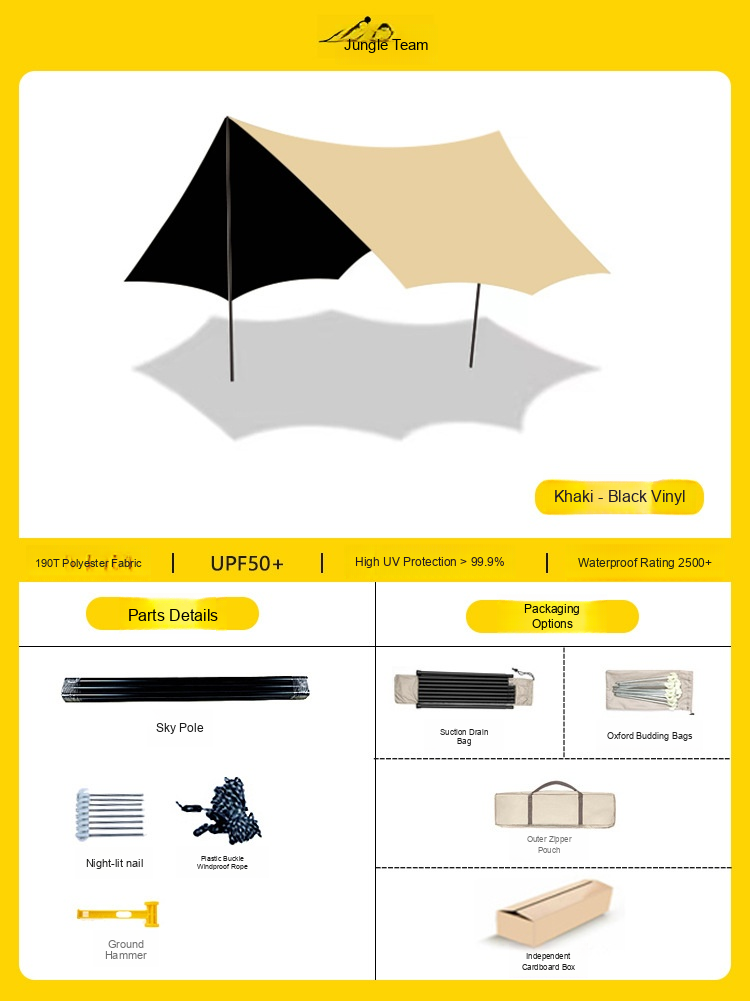 Jungle Team
Khaki - Black Vinyl
190T Polyester Fabric
UPF50+
High UV Protection > 99.9%
Waterproof Rating 2500+
Parts Details
Packaging
Options
Sky Pole
Suction Drain
Bag
Oxford Budding Bags
Night-lit nail
Plastic Buckle
Windproof Rope
Outer Zipper
Pouch
Ground
Hammer
Independent
Cardboard Box